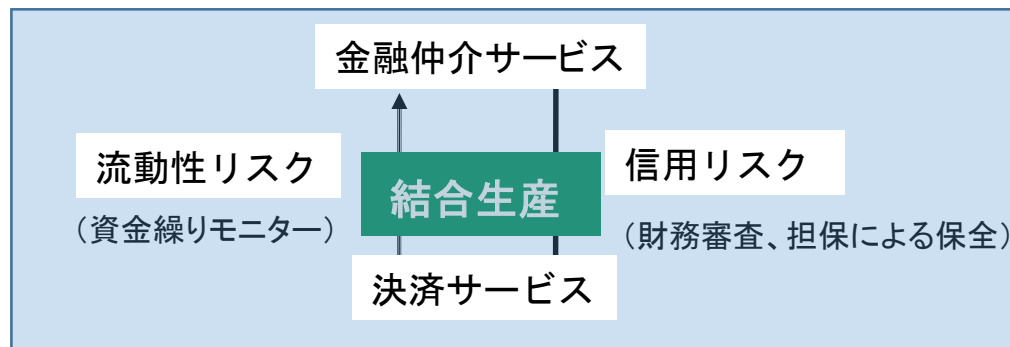 金融仲介サービス
流動性リスク
信用リスク
結合生産
（資金繰りモニター）
（財務審査、担保による保全）
決済サービス